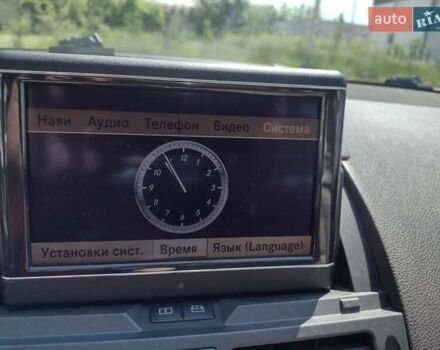 auto RIA
Нави Аудио Телефон Видео Система
12
11 1
10 2
9 3
8 4
7 5
6
Установки сист. Время Язык (Language)